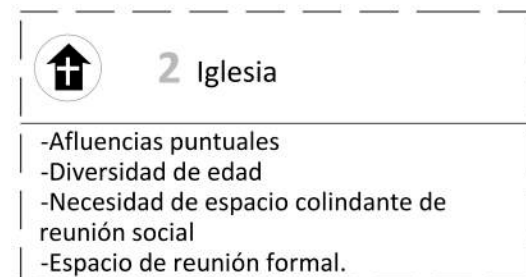 2 Iglesia
-Afluencias puntuales
-Diversidad de edad
-Necesidad de espacio colindante de
reunión social
-Espacio de reunión formal.